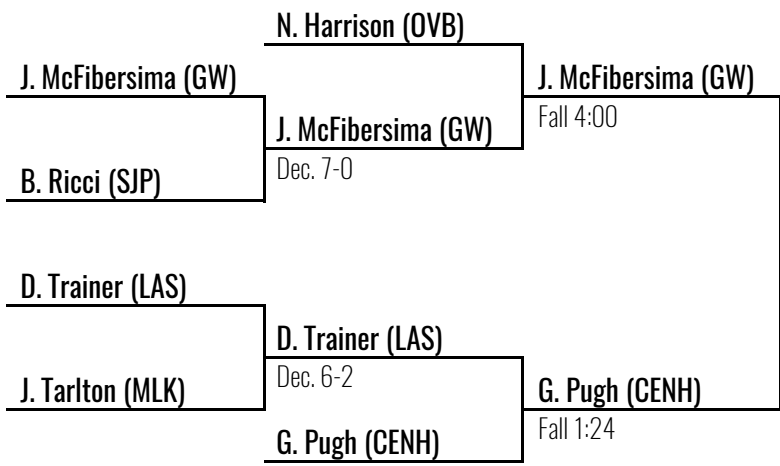 N. Harrison (OVB)
J. McFibersima (GW)
J. McFibersima (GW)
Fall 4:00
J. McFibersima (GW)
Dec. 7-0
B. Ricci (SJP)
D. Trainer (LAS)
D. Trainer (LAS)
Dec. 6-2
J. Tarlton (MLK)
G. Pugh (CENH)
Fall 1:24
G. Pugh (CENH)